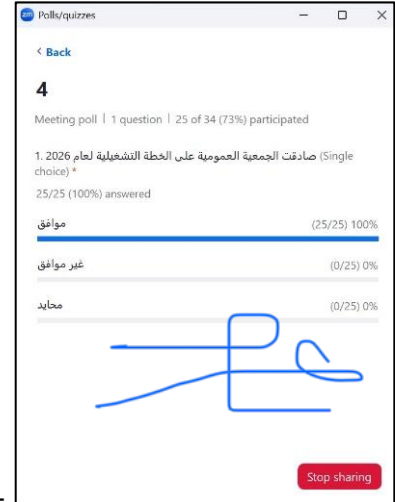 Polls/quizzes
< Back
4
Meeting poll | 1 question | 25 of 34 (73%) participated
1. صادقت الجمعية العمومية على الخطة التشغيلية لعام 2026 (Single
choice) *
25/25 (100%) answered
موافق (25/25) 100%
غير موافق (0/25) 0%
محايد (0/25) 0%
Stop sharing